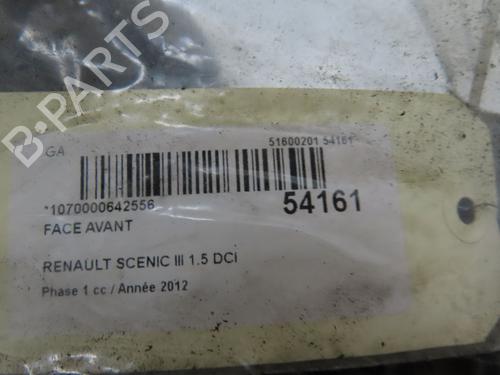 B-PARTS
GA
51600201 54161
*1070000642556
54161
FACE AVANT
RENAULT SCENIC III 1.5 DCi
Phase 1 cc / Année 2012